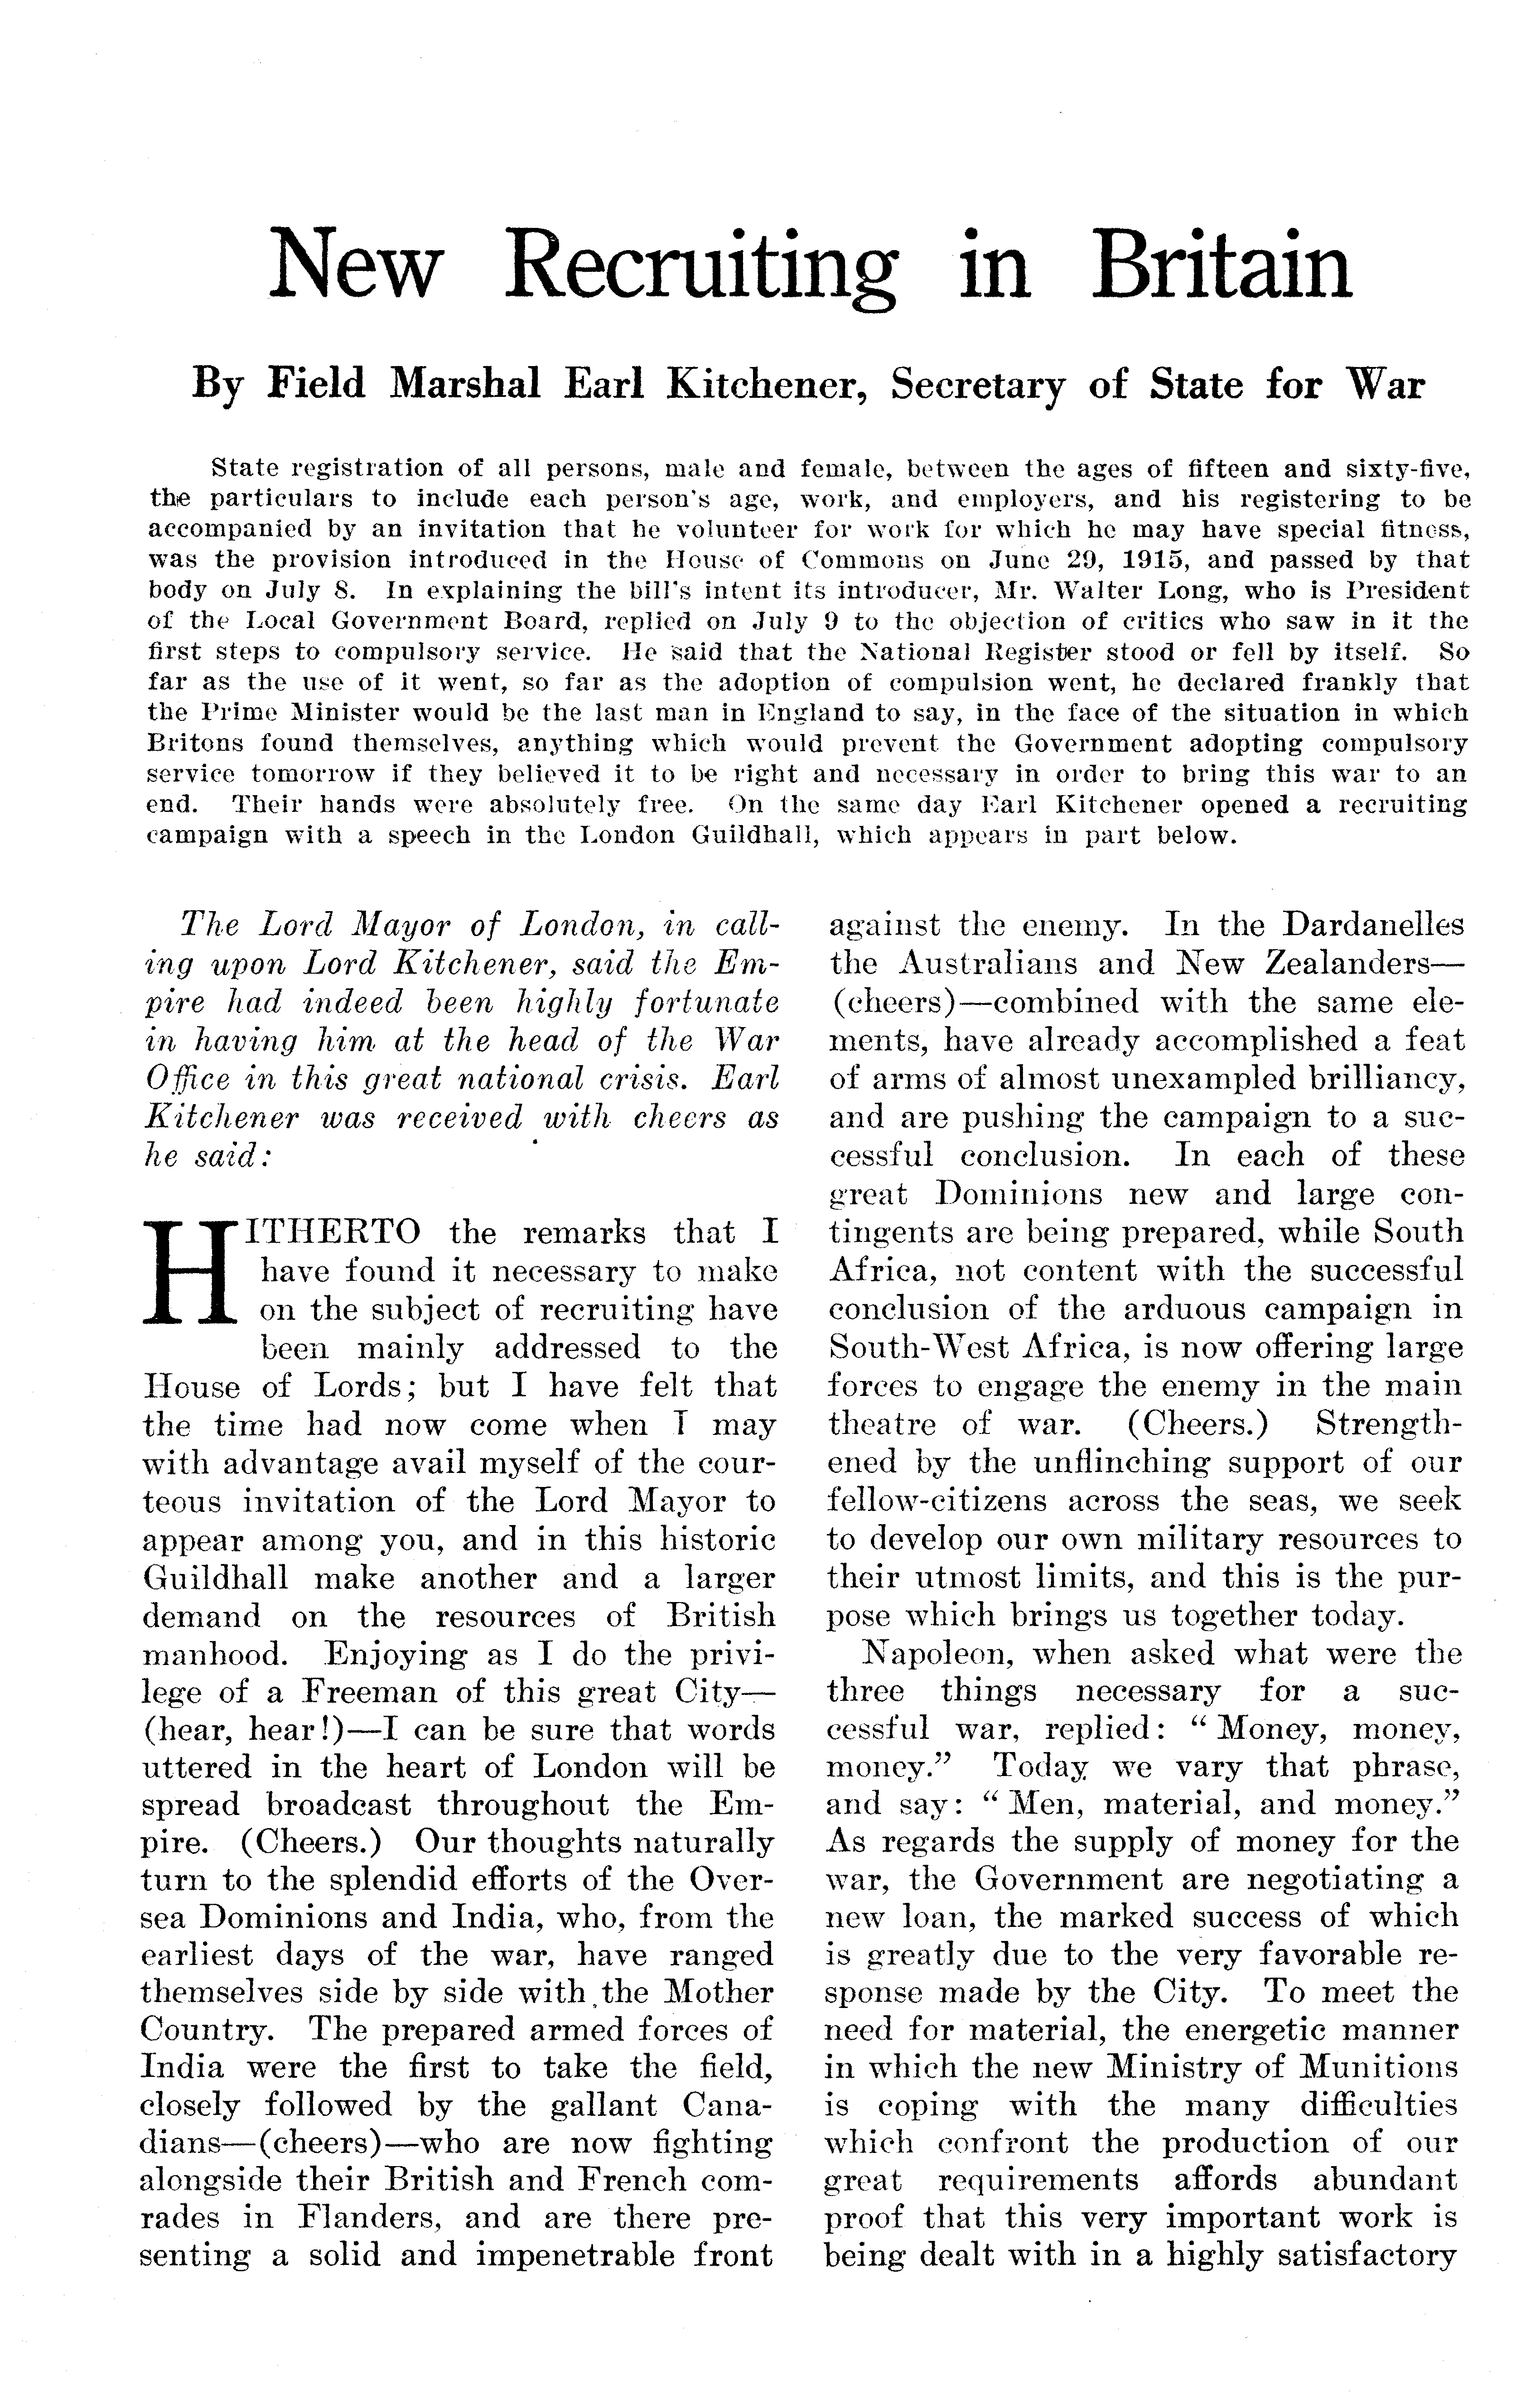 New Recruiting in Britain
By Field Marshal Earl Kitchener, Secretary of State for War
State registration of all persons, male and female, between the ages of fifteen and sixty-five,
the particulars to include each person's age, work, and employers, and his registering to be
accompanied by an invitation that he volunteer for work for which he may have special fitness,
was the provision introduced in the House of Commons on June 29, 1915, and passed by that
body on July 8. In explaining the bill's intent its introducer, Mr. Walter Long, who is President
of the Local Government Board, replied on July 9 to the objection of critics who saw in it the
first steps to compulsory service. He said that the National Register stood or fell by itself. So
far as the use of it went, so far as the adoption of compulsion went, he declared frankly that
the Prime Minister would be the last man in England to say, in the face of the situation in which
Britons found themselves, anything which would prevent the Government adopting compulsory
service tomorrow if they believed it to be right and necessary in order to bring this war to an
end. Their hands were absolutely free. On the same day Earl Kitchener opened a recruiting
campaign with a speech in the London Guildhall, which appears in part below.
The Lord Mayor of London, in call-
ing upon Lord Kitchener, said the Em-
pire had indeed been highly fortunate
in having him at the head of the War
Office in this great national crisis. Earl
Kitchener was received with cheers as
he said:
HITHERTO the remarks that I
have found it necessary to make
on the subject of recruiting have
been mainly addressed to the
House of Lords; but I have felt that
the time had now come when I may
with advantage avail myself of the cour-
teous invitation of the Lord Mayor to
appear among you, and in this historic
Guildhall make another and a larger
demand on the resources of British
manhood. Enjoying as I do the privi-
lege of a Freeman of this great City—
(hear, hear!)—I can be sure that words
uttered in the heart of London will be
spread broadcast throughout the Em-
pire. (Cheers.) Our thoughts naturally
turn to the splendid efforts of the Over-
sea Dominions and India, who, from the
earliest days of the war, have ranged
themselves side by side with the Mother
Country. The prepared armed forces of
India were the first to take the field,
closely followed by the gallant Cana-
dians—(cheers)—who are now fighting
alongside their British and French com-
rades in Flanders, and are there pre-
senting a solid and impenetrable front
against the enemy. In the Dardanelles
the Australians and New Zealanders—
(cheers)—combined with the same ele-
ments, have already accomplished a feat
of arms of almost unexampled brilliancy,
and are pushing the campaign to a suc-
cessful conclusion. In each of these
great Dominions new and large con-
tingents are being prepared, while South
Africa, not content with the successful
conclusion of the arduous campaign in
South-West Africa, is now offering large
forces to engage the enemy in the main
theatre of war. (Cheers.) Strength-
ened by the unflinching support of our
fellow-citizens across the seas, we seek
to develop our own military resources to
their utmost limits, and this is the pur-
pose which brings us together today.
Napoleon, when asked what were the
three things necessary for a suc-
cessful war, replied: "Money, money,
money." Today we vary that phrase,
and say: "Men, material, and money."
As regards the supply of money for the
war, the Government are negotiating a
new loan, the marked success of which
is greatly due to the very favorable re-
sponse made by the City. To meet the
need for material, the energetic manner
in which the new Ministry of Munitions
is coping with the many difficulties
which confront the production of our
great requirements affords abundant
proof that this very important work is
being dealt with in a highly satisfactory